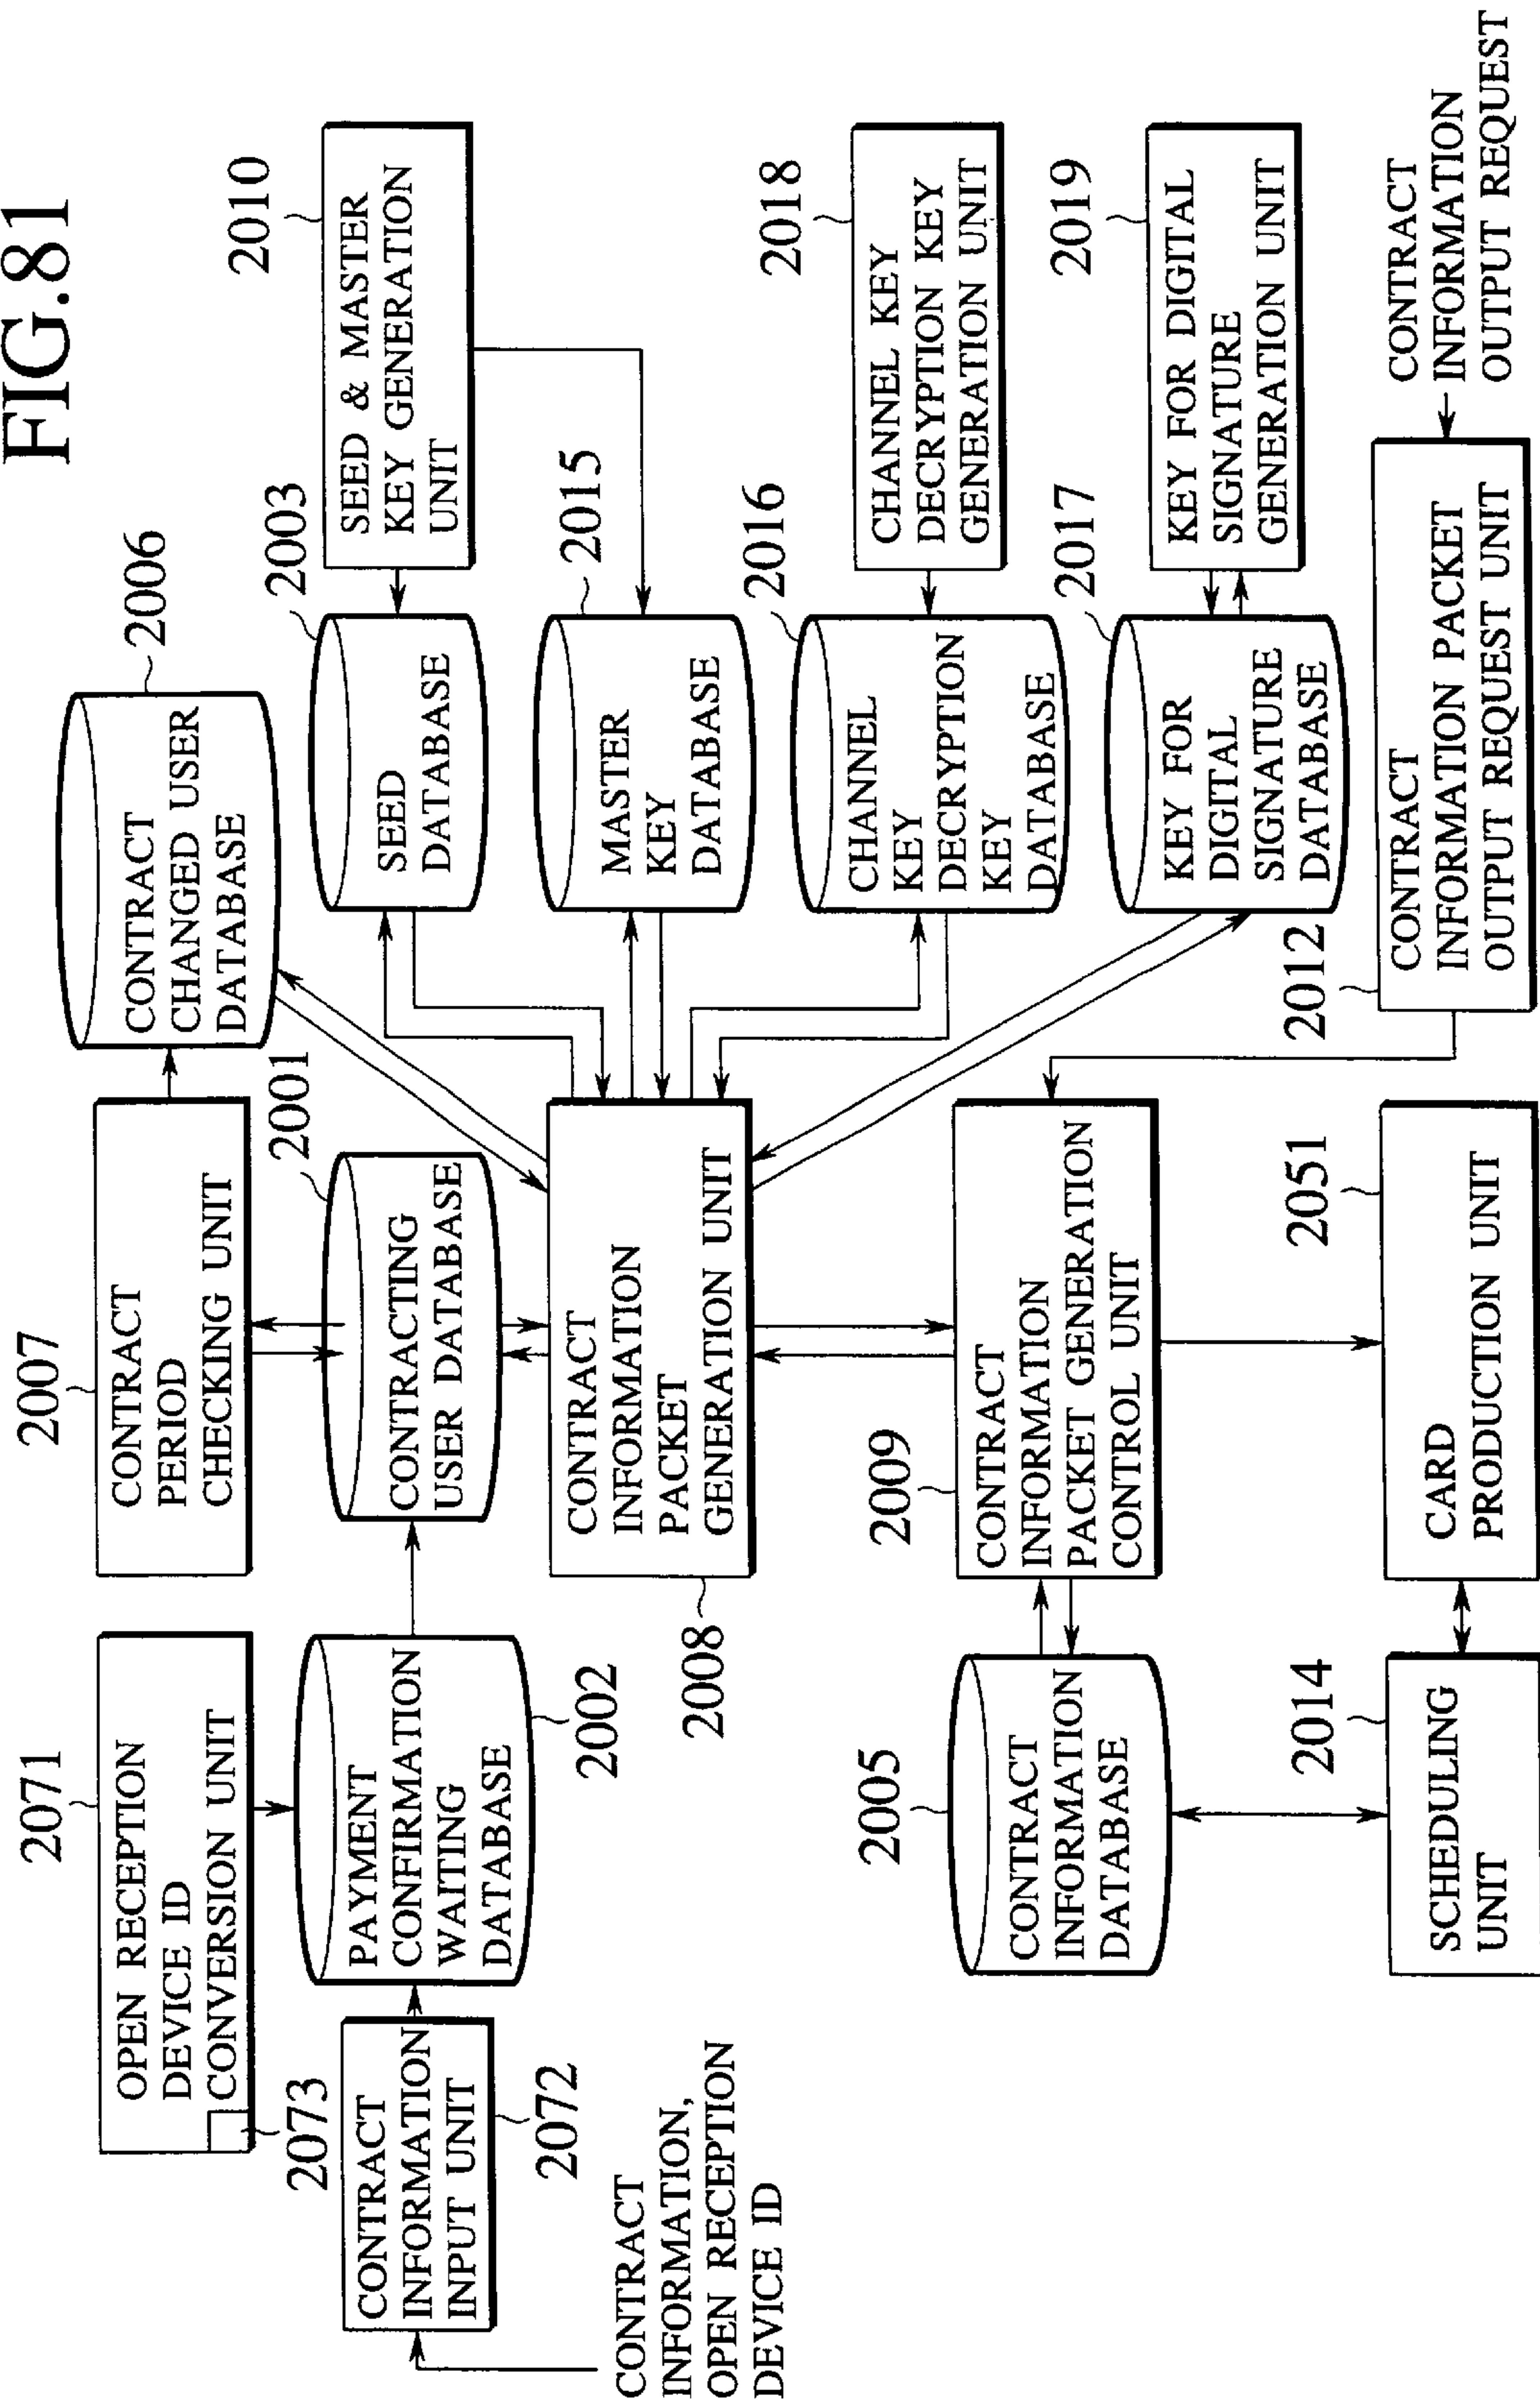 FIG.81
2071
OPEN RECEPTION
DEVICE ID
CONVERSION UNIT
2073
2007
CONTRACT
PERIOD
CHECKING UNIT
2006
CONTRACT
CHANGED USER
DATABASE
2072
CONTRACT
INFORMATION
INPUT UNIT
CONTRACT
INFORMATION,
OPEN RECEPTION
DEVICE ID
2002
PAYMENT
CONFIRMATION
WAITING
DATABASE
2001
CONTRACTING
USER DATABASE
2003
SEED
DATABASE
2010
SEED & MASTER
KEY GENERATION
UNIT
2008
CONTRACT
INFORMATION
PACKET
GENERATION UNIT
2015
MASTER
KEY
DATABASE
2016
CHANNEL
KEY
DECRYPTION
KEY
DATABASE
2018
CHANNEL KEY
DECRYPTION KEY
GENERATION UNIT
2005
CONTRACT
INFORMATION
DATABASE
2009
CONTRACT
INFORMATION
PACKET GENERATION
CONTROL UNIT
2017
KEY FOR
DIGITAL
SIGNATURE
DATABASE
2019
KEY FOR DIGITAL
SIGNATURE
GENERATION UNIT
2014
SCHEDULING
UNIT
2051
CARD
PRODUCTION UNIT
2012
CONTRACT
INFORMATION PACKET
OUTPUT REQUEST UNIT
CONTRACT
INFORMATION
OUTPUT REQUEST